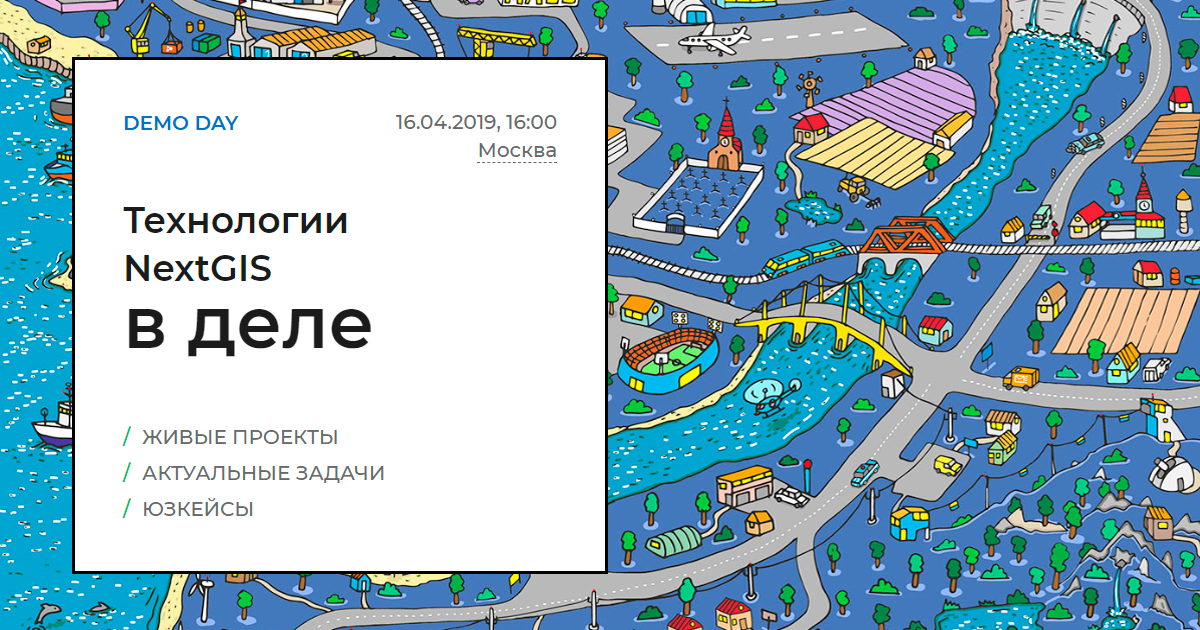 DEMO DAY
16.04.2019, 16:00
Москва
Технологии
NextGIS
в деле
/ ЖИВЫЕ ПРОЕКТЫ
/ АКТУАЛЬНЫЕ ЗАДАЧИ
/ ЮЗКЕЙСЫ